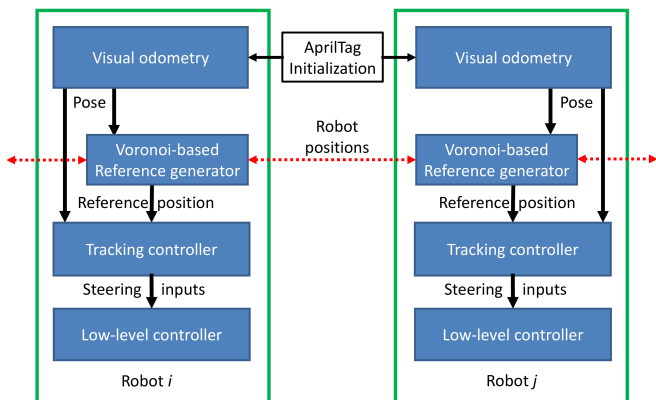 Visual odometry
AprilTag
Initialization
Visual odometry
Pose
Pose
Voronoi-based
Reference generator
Robot
positions
Voronoi-based
Reference generator
Reference position
Reference position
Tracking controller
Tracking controller
Steering inputs
Steering inputs
Low-level controller
Low-level controller
Robot i
Robot j